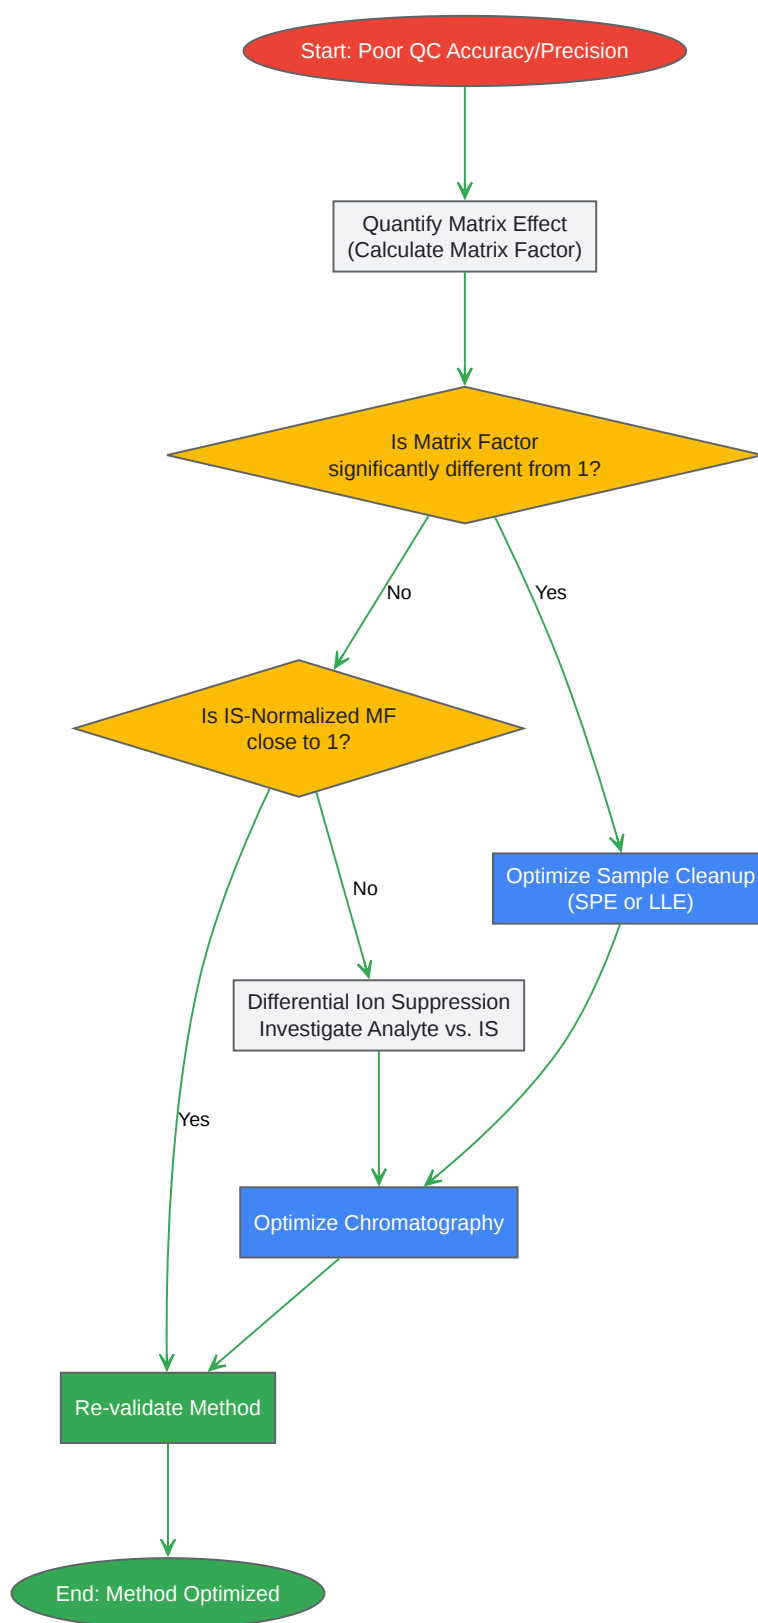 Start: Poor QC Accuracy/Precision
Quantify Matrix Effect
(Calculate Matrix Factor)
Is Matrix Factor
significantly different from 1?
No
Yes
Is IS-Normalized MF
close to 1?
Optimize Sample Cleanup
(SPE or LLE)
No
Differential Ion Suppression
Investigate Analyte vs. IS
Yes
Optimize Chromatography
Re-validate Method
End: Method Optimized